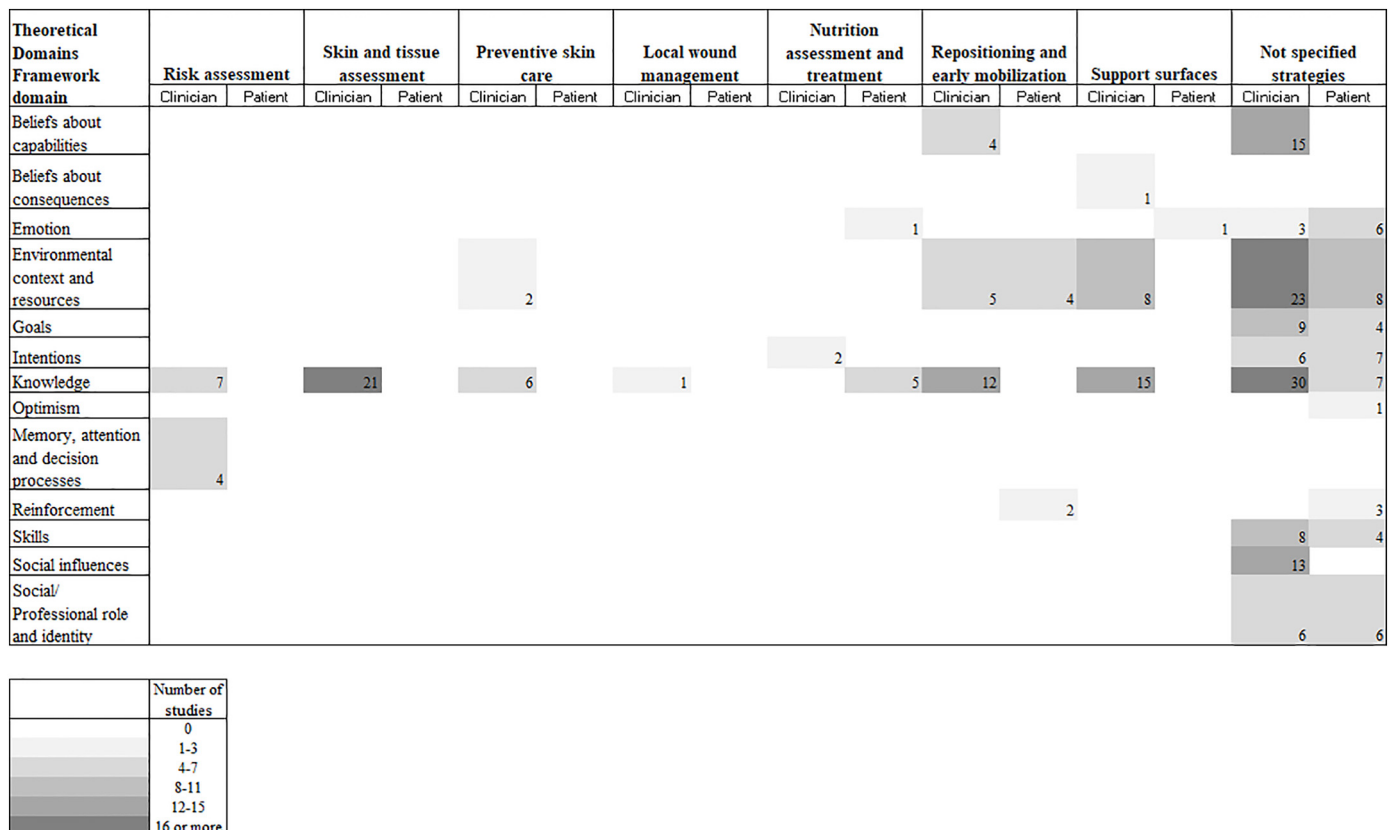 Theoretical
Domains
Framework
domain
Risk assessment
Skin and tissue
assessment
Preventive skin
care
Local wound
management
Nutrition
assessment and
treatment
Repositioning and
early mobilization
Support surfaces
Not specified
strategies
Clinician Patient Clinician Patient Clinician Patient Clinician Patient Clinician Patient Clinician Patient Clinician Patient Clinician Patient
Beliefs about
capabilities
4 15
Beliefs about
consequences
1
Emotion 1 1 3 6
Environmental
context and
resources
2 5 4 8 23 8
Goals 9 4
Intentions 2 6 7
Knowledge 7 21 6 1 5 12 15 30 7
Optimism 1
Memory, attention
and decision
processes
4
Reinforcement 2 3
Skills 8 4
Social influences 13
Social/
Professional role
and identity
6 6
Number of
studies
0
1-3
4-7
8-11
12-15
16 or more